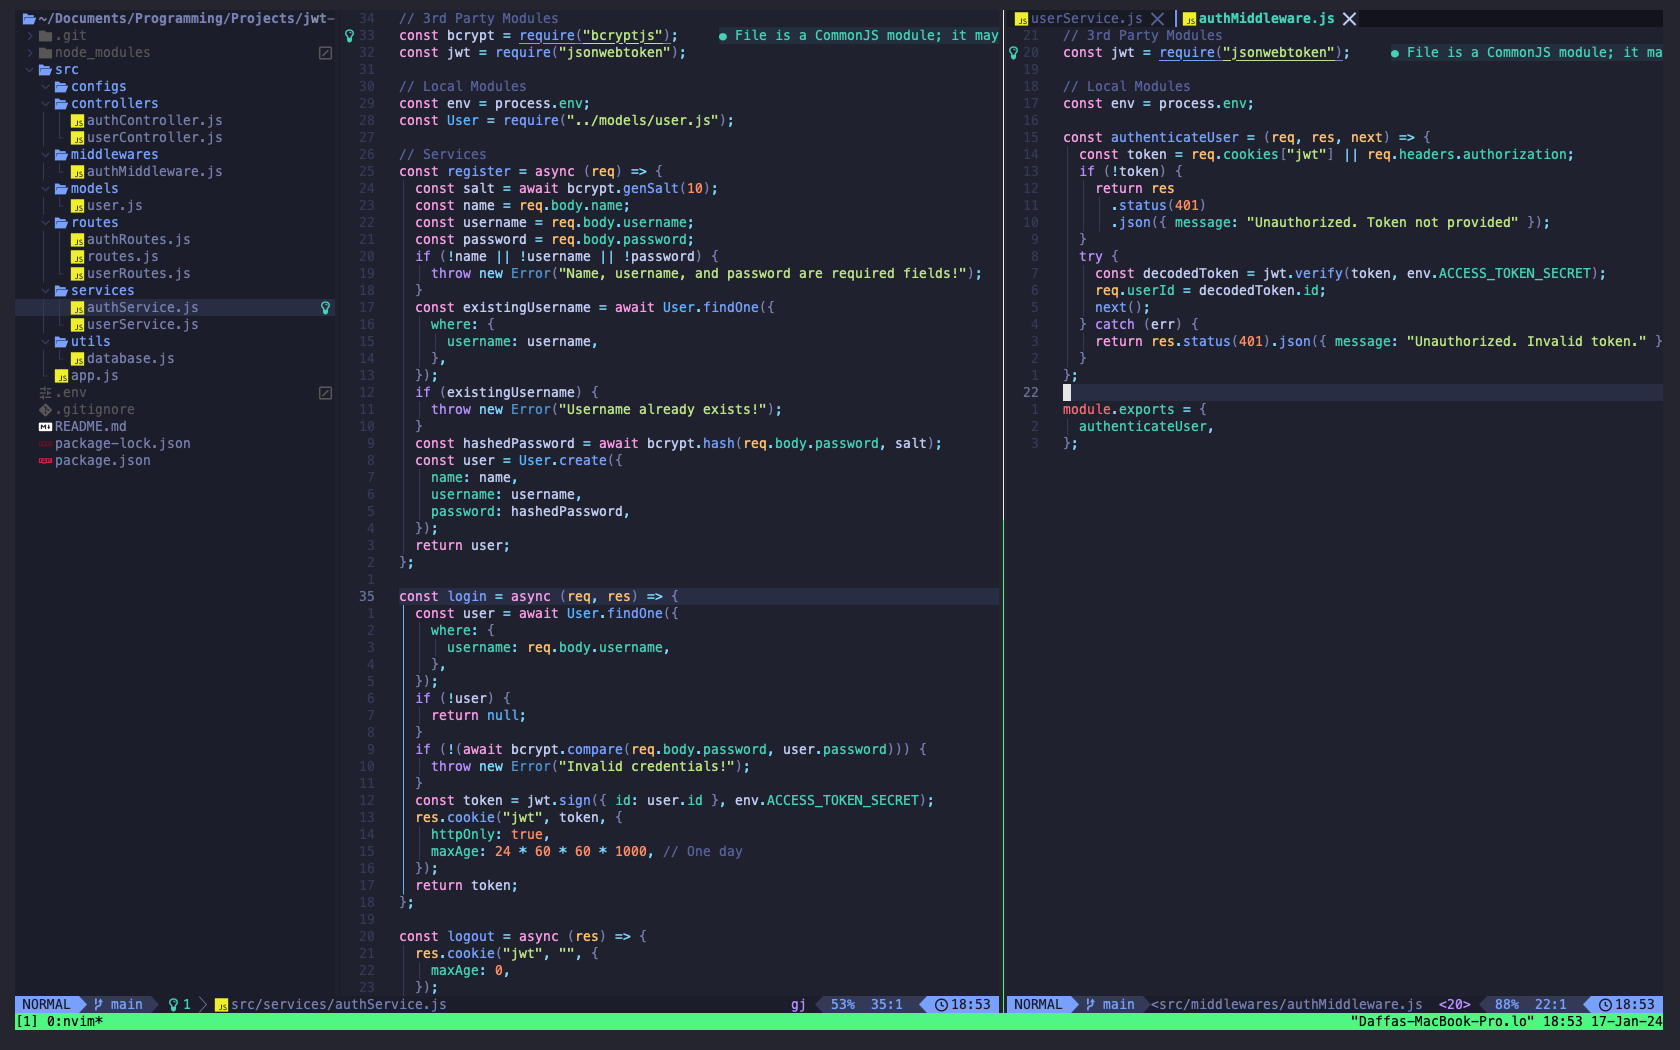 ~/Documents/Programming/Projects/jwt-
.git
node_modules
src
configs
controllers
authController.js
userController.js
middlewares
authMiddleware.js
models
user.js
routes
authRoutes.js
routes.js
userRoutes.js
services
authService.js
userService.js
utils
database.js
app.js
.env
.gitignore
README.md
package-lock.json
package.json
34 // 3rd Party Modules
33 const bcrypt = require("bcryptjs"); ● File is a CommonJS module; it may
32 const jwt = require("jsonwebtoken");
31
30 // Local Modules
29 const env = process.env;
28 const User = require("../models/user.js");
27
26 // Services
25 const register = async (req) => {
24 const salt = await bcrypt.genSalt(10);
23 const name = req.body.name;
22 const username = req.body.username;
21 const password = req.body.password;
20 if (!name || !username || !password) {
19 throw new Error("Name, username, and password are required fields!");
18 }
17 const existingUsername = await User.findOne({
16 where: {
15 username: username,
14 },
13 });
12 if (existingUsername) {
11 throw new Error("Username already exists!");
10 }
9 const hashedPassword = await bcrypt.hash(req.body.password, salt);
8 const user = User.create({
7 name: name,
6 username: username,
5 password: hashedPassword,
4 });
3 return user;
2 };
1
35 const login = async (req, res) => {
1 const user = await User.findOne({
2 where: {
3 username: req.body.username,
4 },
5 });
6 if (!user) {
7 return null;
8 }
9 if (!(await bcrypt.compare(req.body.password, user.password))) {
10 throw new Error("Invalid credentials!");
11 }
12 const token = jwt.sign({ id: user.id }, env.ACCESS_TOKEN_SECRET);
13 res.cookie("jwt", token, {
14 httpOnly: true,
15 maxAge: 24 * 60 * 60 * 1000, // One day
16 });
17 return token;
18 };
19
20 const logout = async (res) => {
21 res.cookie("jwt", "", {
22 maxAge: 0,
23 });
NORMAL main 1 JS src/services/authService.js gj 53% 35:1 18:53
JS userService.js JS authMiddleware.js
21 // 3rd Party Modules
20 const jwt = require("jsonwebtoken"); ● File is a CommonJS module; it ma
19
18 // Local Modules
17 const env = process.env;
16
15 const authenticateUser = (req, res, next) => {
14 const token = req.cookies["jwt"] || req.headers.authorization;
13 if (!token) {
12 return res
11 .status(401)
10 .json({ message: "Unauthorized. Token not provided" });
9 }
8 try {
7 const decodedToken = jwt.verify(token, env.ACCESS_TOKEN_SECRET);
6 req.userId = decodedToken.id;
5 next();
4 } catch (err) {
3 return res.status(401).json({ message: "Unauthorized. Invalid token." }
2 }
1 };
22
1 module.exports = {
2 authenticateUser,
3 };
NORMAL main <src/middlewares/authMiddleware.js <20> 88% 22:1 18:53
[1] 0:nvim* "Daffas-MacBook-Pro.lo" 18:53 17-Jan-24